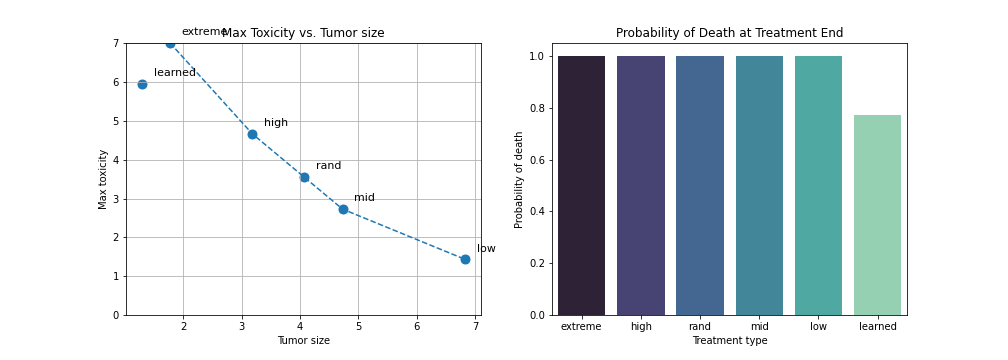 Max Toxicity vs. Tumor size
extreme
learned
high
rand
mid
low
7
6
5
4
3
2
1
0
Max toxicity
2 3 4 5 6 7
Tumor size
Probability of Death at Treatment End
1.0
0.8
0.6
0.4
0.2
0.0
Probability of death
extreme high rand mid low learned
Treatment type